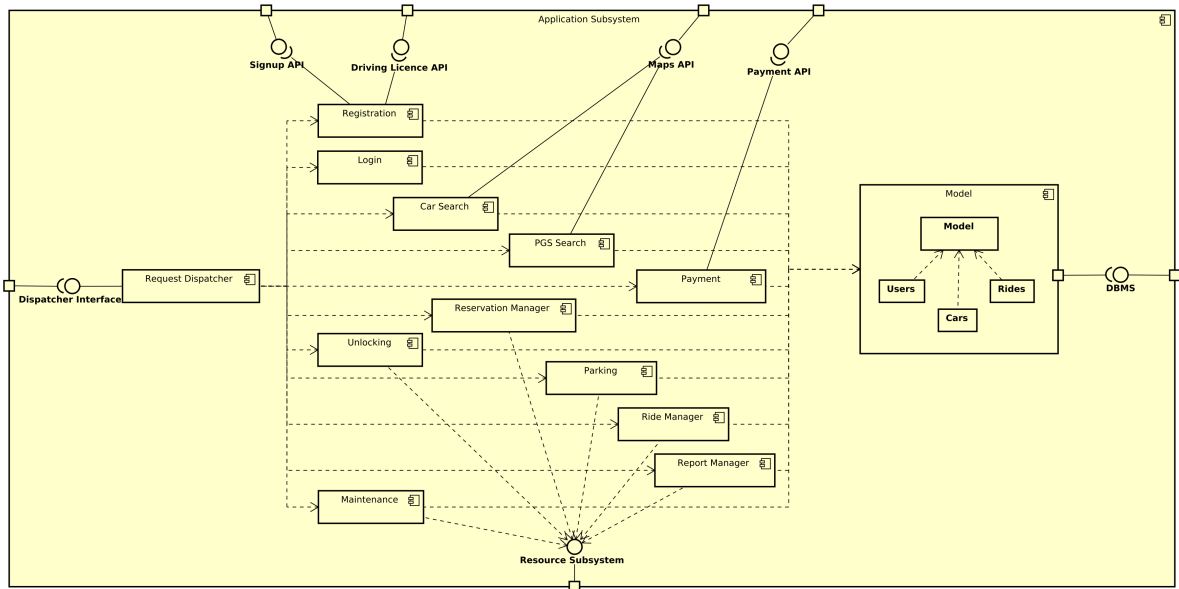 Application Subsystem
Signup API
Driving Licence API
Maps API
Payment API
Registration
Login
Car Search
PGS Search
Model
Model
Users
Rides
Cars
DBMS
Request Dispatcher
Dispatcher Interface
Payment
Reservation Manager
Unlocking
Parking
Ride Manager
Report Manager
Maintenance
Resource Subsystem